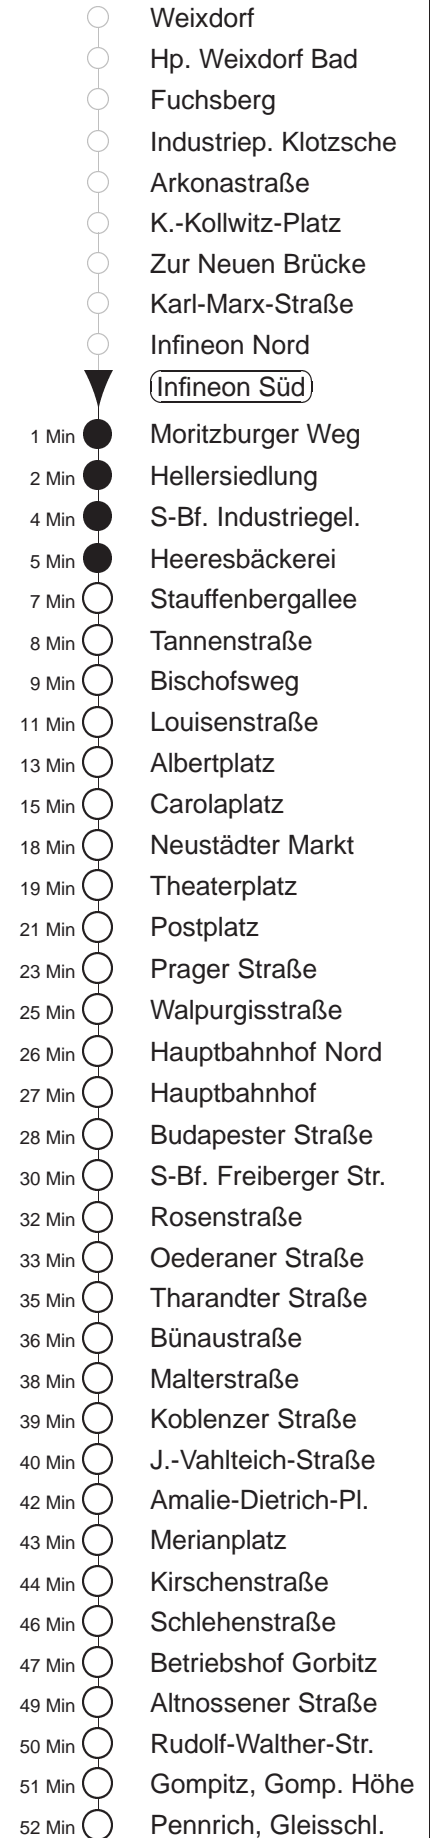 Weixdorf
Hp. Weixdorf Bad
Fuchsberg
Industriep. Klotzsche
Arkonastraße
K.-Kollwitz-Platz
Zur Neuen Brücke
Karl-Marx-Straße
Infineon Nord
Infineon Süd
1 Min Moritzburger Weg
2 Min Hellersiedlung
4 Min S-Bf. Industriegel.
5 Min Heeresbäckerei
7 Min Stauffenbergallee
8 Min Tannenstraße
9 Min Bischofsweg
11 Min Louisenstraße
13 Min Albertplatz
15 Min Carolaplatz
18 Min Neustädter Markt
19 Min Theaterplatz
21 Min Postplatz
23 Min Prager Straße
25 Min Walpurgisstraße
26 Min Hauptbahnhof Nord
27 Min Hauptbahnhof
28 Min Budapester Straße
30 Min S-Bf. Freiberger Str.
32 Min Rosenstraße
33 Min Oederaner Straße
35 Min Tharandter Straße
36 Min Bünaustraße
38 Min Malterstraße
39 Min Koblenzer Straße
40 Min J.-Vahlteich-Straße
42 Min Amalie-Dietrich-Pl.
43 Min Merianplatz
44 Min Kirschenstraße
46 Min Schlehenstraße
47 Min Betriebshof Gorbitz
49 Min Altnossener Straße
50 Min Rudolf-Walther-Str.
51 Min Gompitz, Gomp. Höhe
52 Min Pennrich, Gleisschl.